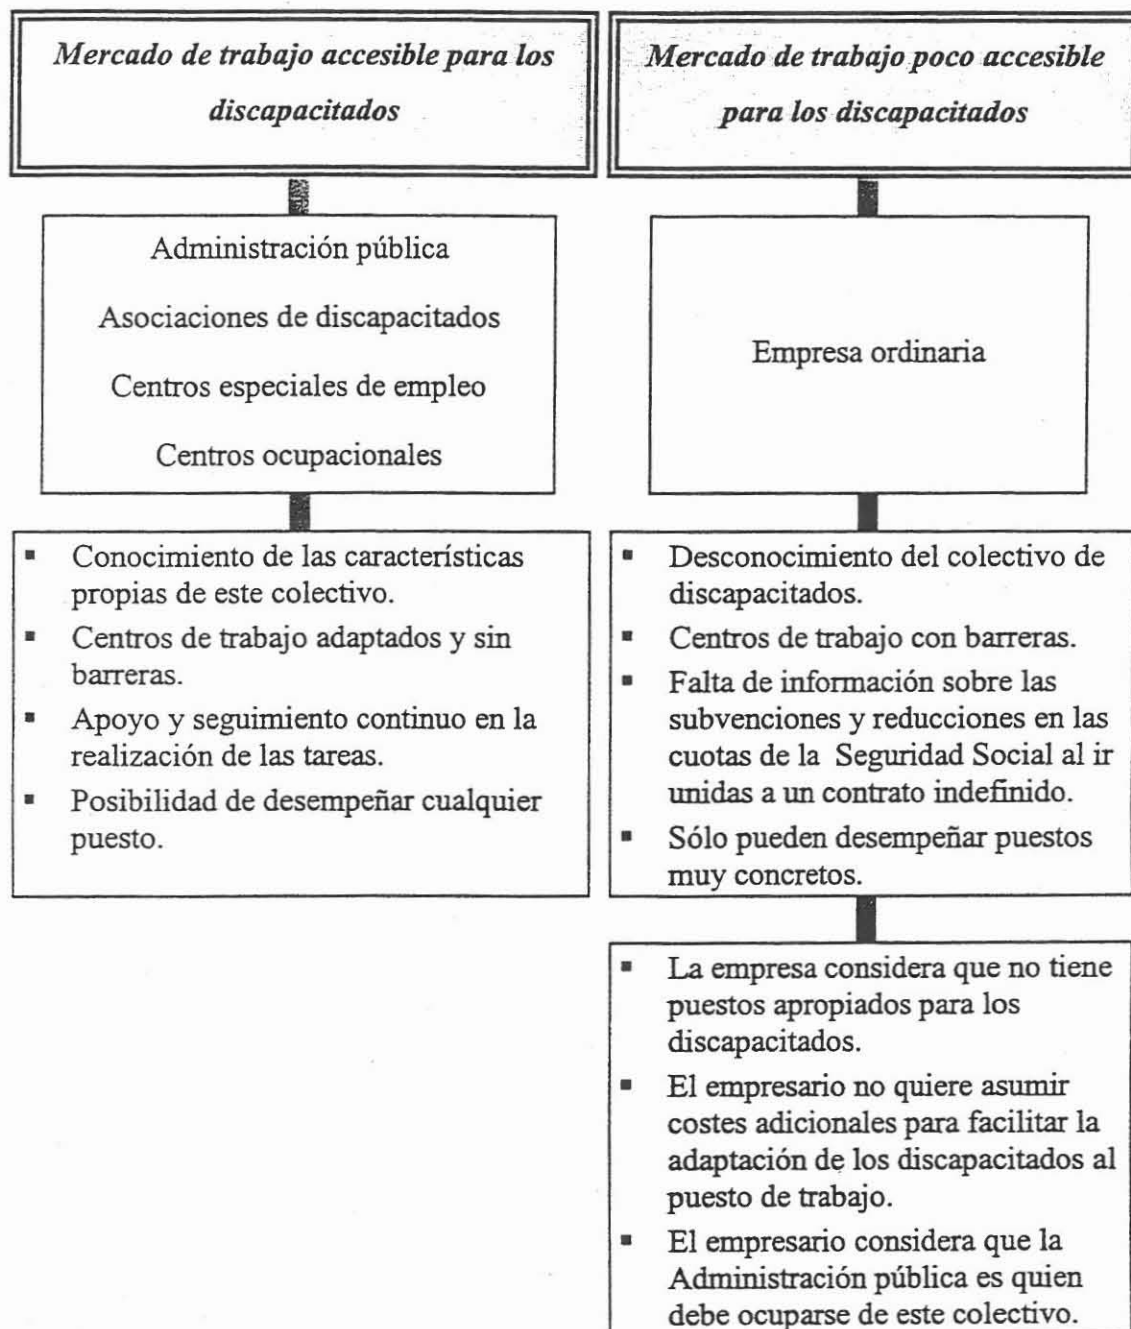 Mercado de trabajo accesible para los
discapacitados
Administración pública
Asociaciones de discapacitados
Centros especiales de empleo
Centros ocupacionales
▪ Conocimiento de las características
propias de este colectivo.
▪ Centros de trabajo adaptados y sin
barreras.
▪ Apoyo y seguimiento continuo en la
realización de las tareas.
▪ Posibilidad de desempeñar cualquier
puesto.
Mercado de trabajo poco accesible
para los discapacitados
Empresa ordinaria
▪ Desconocimiento del colectivo de
discapacitados.
▪ Centros de trabajo con barreras.
▪ Falta de información sobre las
subvenciones y reducciones en las
cuotas de la Seguridad Social al ir
unidas a un contrato indefinido.
▪ Sólo pueden desempeñar puestos
muy concretos.
▪ La empresa considera que no tiene
puestos apropiados para los
discapacitados.
▪ El empresario no quiere asumir
costes adicionales para facilitar la
adaptación de los discapacitados al
puesto de trabajo.
▪ El empresario considera que la
Administración pública es quien
debe ocuparse de este colectivo.